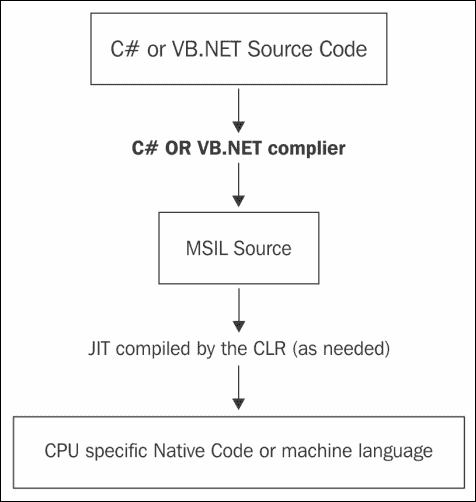 C# or VB.NET Source Code
C# OR VB.NET complier
MSIL Source
JIT compiled by the CLR (as needed)
CPU specific Native Code or machine language